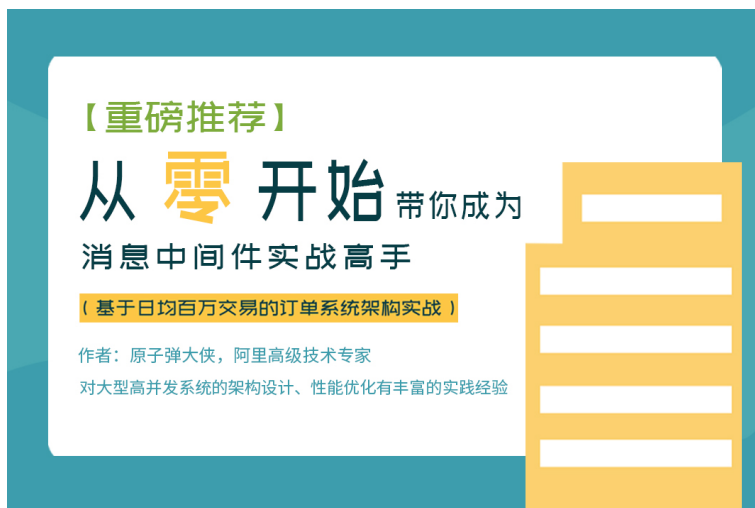 【重磅推荐】
从 零 开始 带你成为
消息中间件实战高手
（基于日均百万交易的订单系统架构实战）
作者：原子弹大侠，阿里高级技术专家
对大型高并发系统的架构设计、性能优化有丰富的实践经验